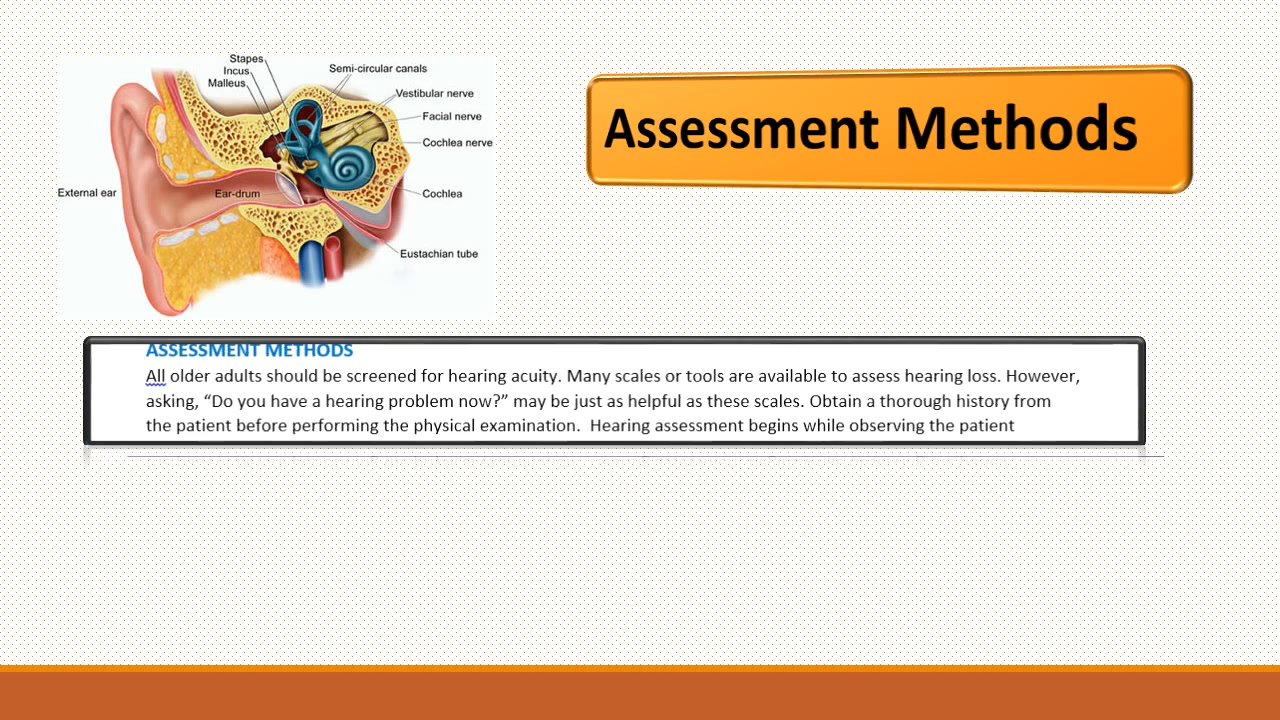 Stapes
Incus
Malleus
Semi-circular canals
Vestibular nerve
Facial nerve
Cochlea nerve
External ear
Ear-drum
Cochlea
Eustachian tube
Assessment Methods
ASSESSMENT METHODS
All older adults should be screened for hearing acuity. Many scales or tools are available to assess hearing loss. However,
asking, “Do you have a hearing problem now?” may be just as helpful as these scales. Obtain a thorough history from
the patient before performing the physical examination.  Hearing assessment begins while observing the patient